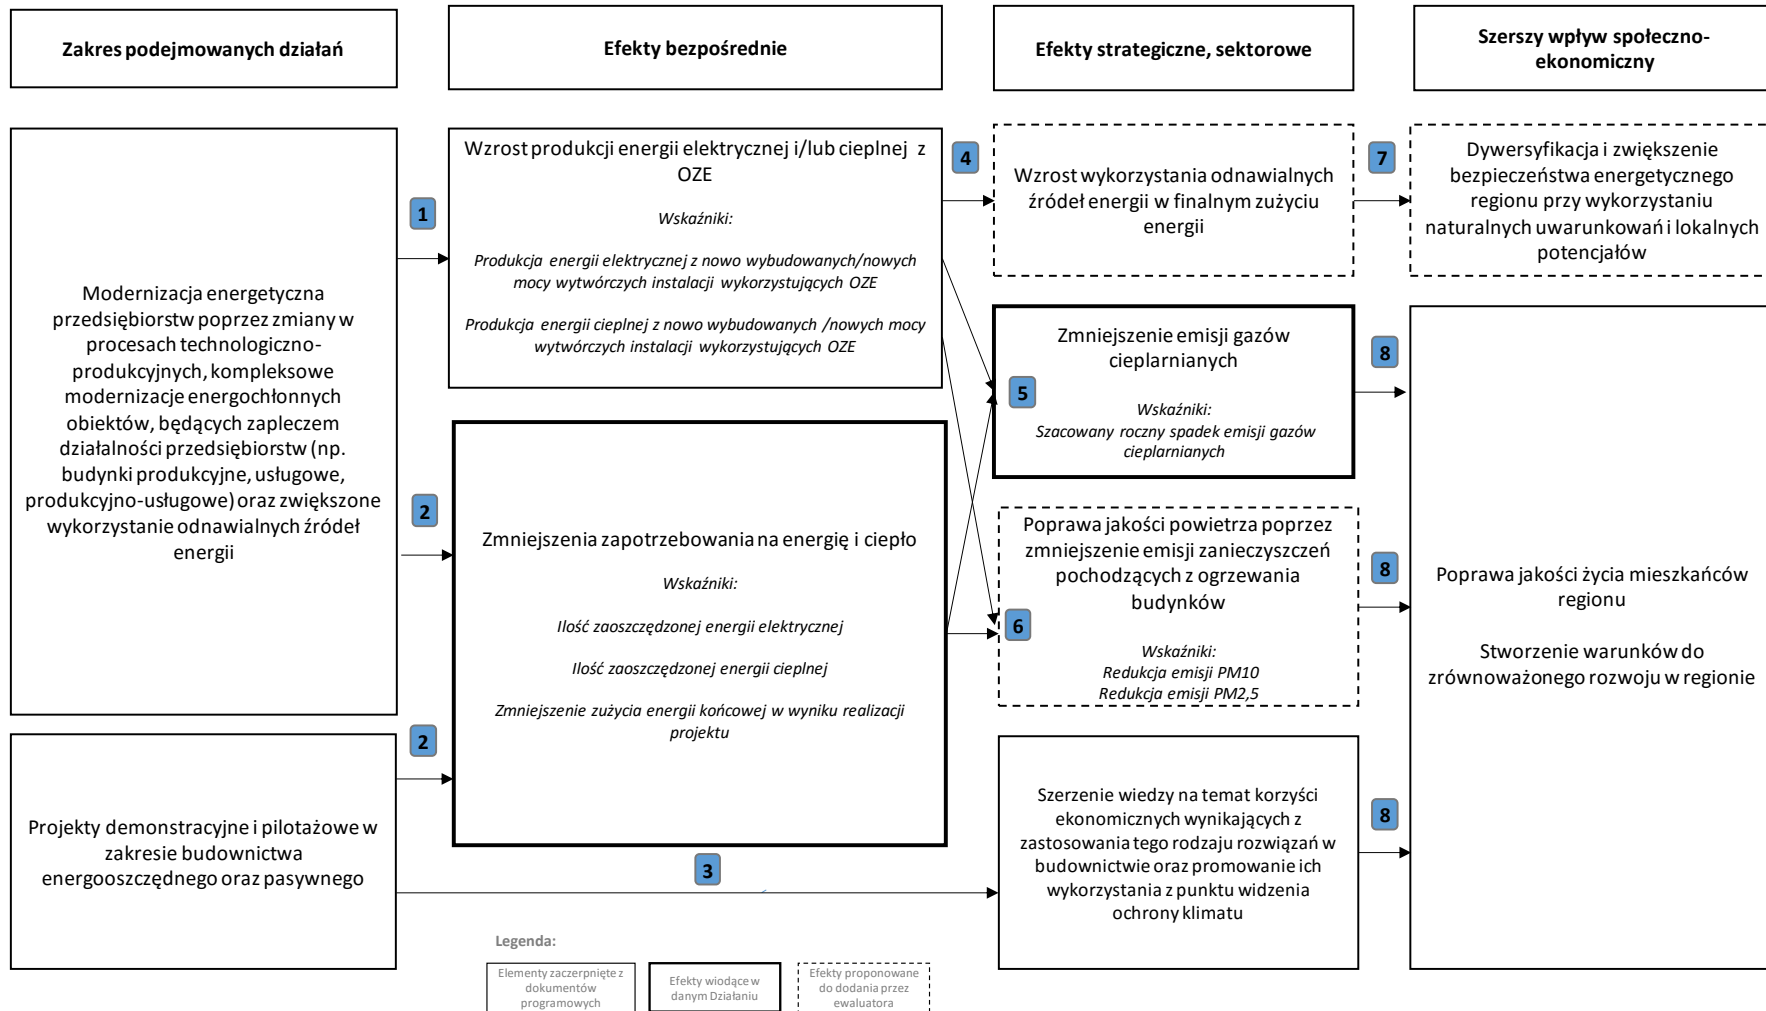 Zakres podejmowanych działań
Efekty bezpośrednie
Efekty strategiczne, sektorowe
Szerszy wpływ społeczno-
ekonomiczny
Modernizacja energetyczna
przedsiębiorstw poprzez zmiany w
procesach technologiczno-
produkcyjnych, kompleksowe
modernizacje energochłonnych
obiektów, będących zapleczem
działalności przedsiębiorstw (np.
budynki produkcyjne, usługowe,
produkcyjno-usługowe) oraz zwiększone
wykorzystanie odnawialnych źródeł
energii
Projekty demonstracyjne i pilotażowe w
zakresie budownictwa
energooszczędnego oraz pasywnego
1
2
2
3
Wzrost produkcji energii elektrycznej i/lub cieplnej z
OZE
Wskaźniki:
Produkcja energii elektrycznej z nowo wybudowanych/nowych
mocy wytwórczych instalacji wykorzystujących OZE
Produkcja energii cieplnej z nowo wybudowanych /nowych mocy
wytwórczych instalacji wykorzystujących OZE
Zmniejszenia zapotrzebowania na energię i ciepło
Wskaźniki:
Ilość zaoszczędzonej energii elektrycznej
Ilość zaoszczędzonej energii cieplnej
Zmniejszenie zużycia energii końcowej w wyniku realizacji
projektu
4
5
6
Wzrost wykorzystania odnawialnych
źródeł energii w finalnym zużyciu
energii
Zmniejszenie emisji gazów
cieplarnianych
Wskaźniki:
Szacowany roczny spadek emisji gazów
cieplarnianych
Poprawa jakości powietrza poprzez
zmniejszenie emisji zanieczyszczeń
pochodzących z ogrzewania
budynków
Wskaźniki:
Redukcja emisji PM10
Redukcja emisji PM2,5
Szerzenie wiedzy na temat korzyści
ekonomicznych wynikających z
zastosowania tego rodzaju rozwiązań w
budownictwie oraz promowanie ich
wykorzystania z punktu widzenia
ochrony klimatu
7
8
8
8
Dywersyfikacja i zwiększenie
bezpieczeństwa energetycznego
regionu przy wykorzystaniu
naturalnych uwarunkowań i lokalnych
potencjałów
Poprawa jakości życia mieszkańców
regionu
Stworzenie warunków do
zrównoważonego rozwoju w regionie
Legenda:
Elementy zaczerpnięte z
dokumentów
programowych
Efekty wiodące w
danym Działaniu
Efekty proponowane
do dodania przez
ewaluatora